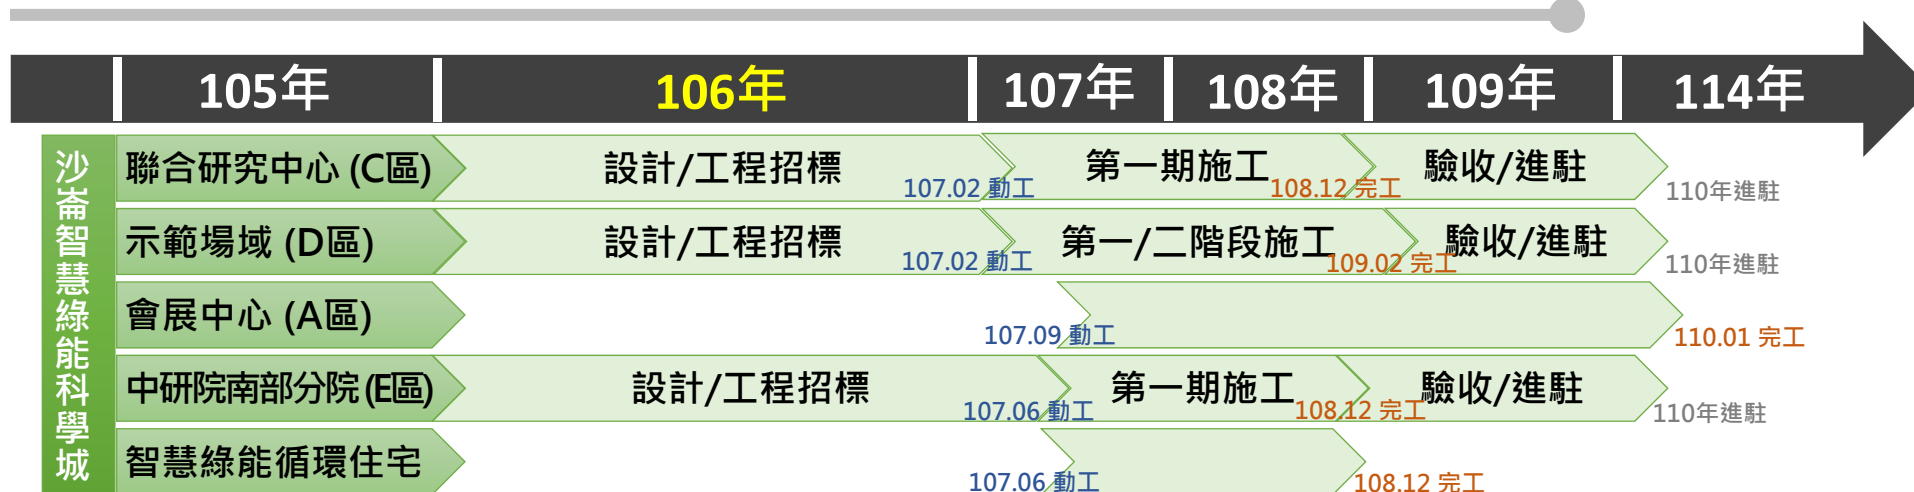 105年 106年 107年 108年 109年 114年
沙崙智慧綠能科學城
聯合研究中心 (C區) 設計/工程招標 107.02 動工 第一期施工 108.12 完工 驗收/進駐 110年進駐
示範場域 (D區) 設計/工程招標 107.02 動工 第一/二階段施工 109.02 完工 驗收/進駐 110年進駐
會展中心 (A區) 107.09 動工 110.01 完工
中研院南部分院 (E區) 設計/工程招標 107.06 動工 第一期施工 108.12 完工 驗收/進駐 110年進駐
智慧綠能循環住宅 107.06 動工 108.12 完工